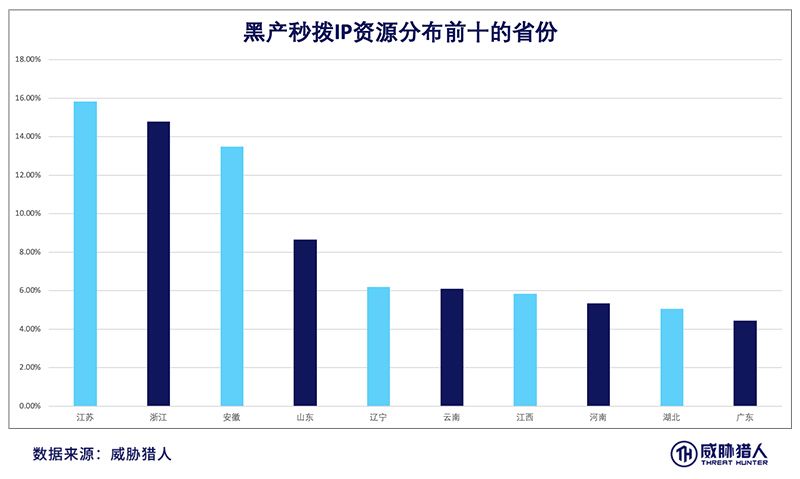 黑产秒拨IP资源分布前十的省份
18.00%
16.00%
14.00%
12.00%
10.00%
8.00%
6.00%
4.00%
2.00%
0.00%
江苏 浙江 安徽 山东 辽宁 云南 江西 河南 湖北 广东
数据来源：威胁猎人
TH 威胁猎人
THREAT HUNTER